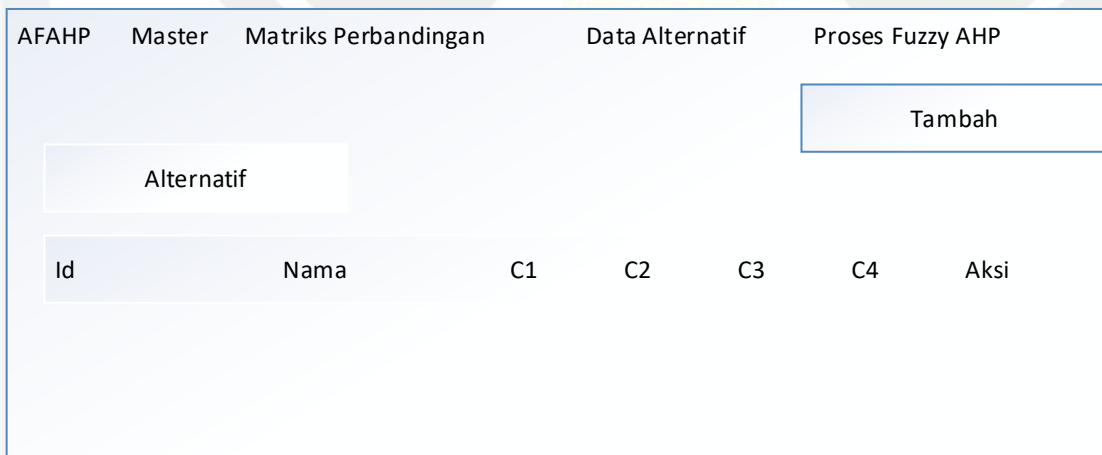 AFAHP Master Matriks Perbandingan Data Alternatif Proses Fuzzy AHP
Tambah
Alternatif
Id Nama C1 C2 C3 C4 Aksi